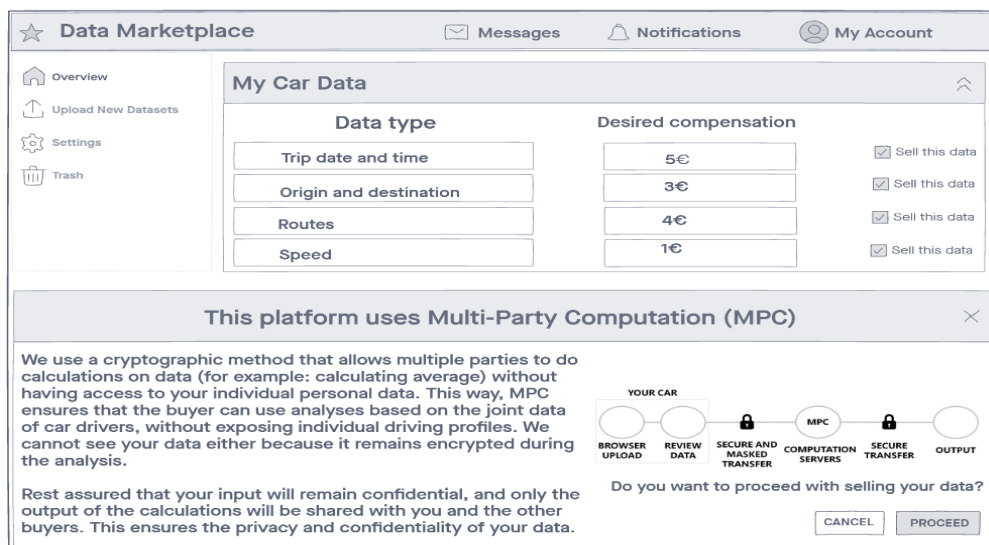 Data Marketplace
Messages
Notifications
My Account
Overview
Upload New Datasets
Settings
Trash
My Car Data
Data type
Desired compensation
Trip date and time
5€
Sell this data
Origin and destination
3€
Sell this data
Routes
4€
Sell this data
Speed
1€
Sell this data
This platform uses Multi-Party Computation (MPC)
We use a cryptographic method that allows multiple parties to do
calculations on data (for example: calculating average) without
having access to your individual personal data. This way, MPC
ensures that the buyer can use analyses based on the joint data
of car drivers, without exposing individual driving profiles. We
cannot see your data either because it remains encrypted during
the analysis.
Rest assured that your input will remain confidential, and only the
output of the calculations will be shared with you and the other
buyers. This ensures the privacy and confidentiality of your data.
YOUR CAR
MPC
BROWSER
UPLOAD
REVIEW
DATA
SECURE AND
MASKED
TRANSFER
COMPUTATION
SERVERS
SECURE
TRANSFER
OUTPUT
Do you want to proceed with selling your data?
CANCEL
PROCEED